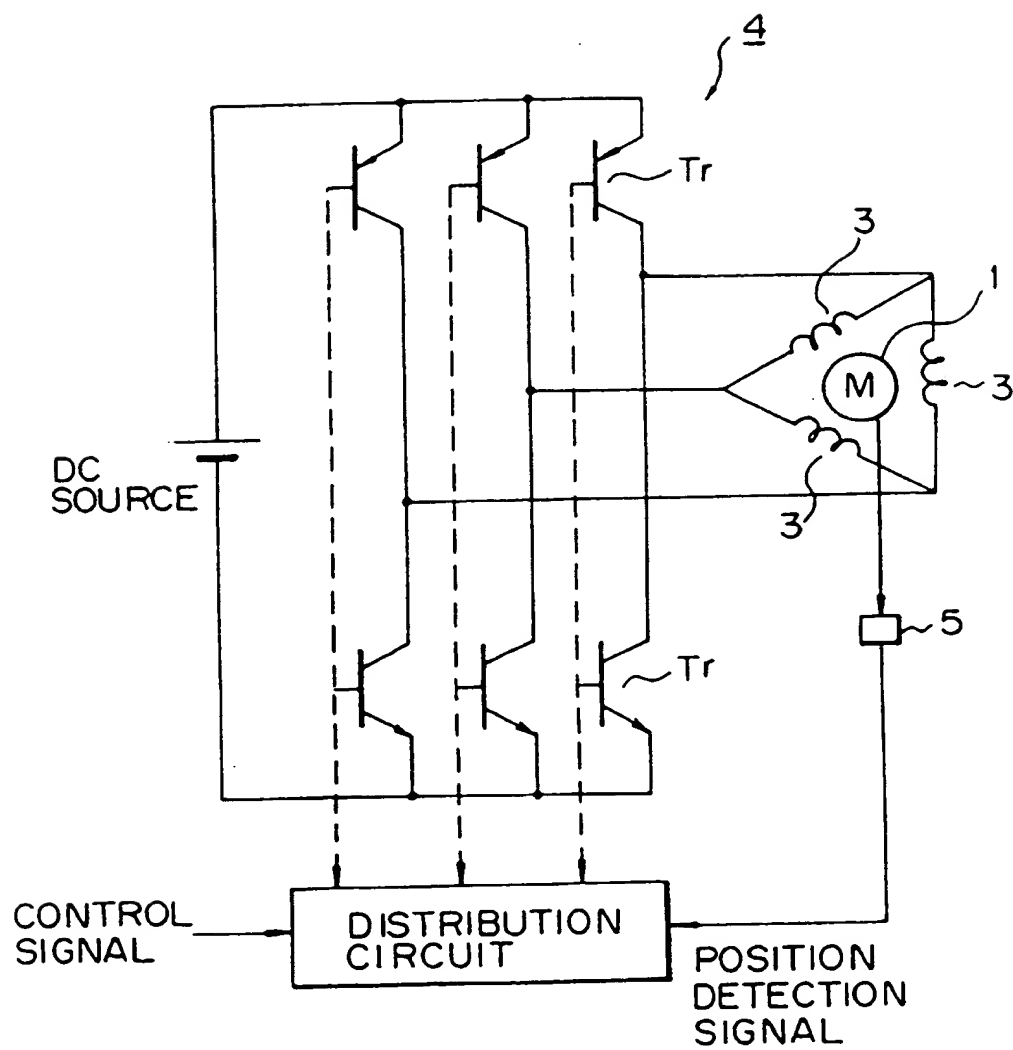 4
Tr
3
1
M
3
DC
SOURCE
3
5
Tr
CONTROL
SIGNAL
DISTRIBUTION
CIRCUIT
POSITION
DETECTION
SIGNAL